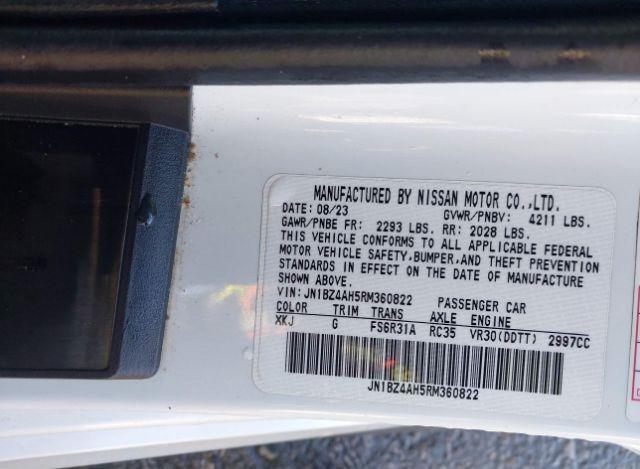 MANUFACTURED BY NISSAN MOTOR CO.,LTD.
DATE: 08/23 GVWR/PNBV: 4211 LBS.
GAWR/PNBE FR: 2293 LBS. RR: 2028 LBS.
THIS VEHICLE CONFORMS TO ALL APPLICABLE FEDERAL
MOTOR VEHICLE SAFETY,BUMPER,AND THEFT PREVENTION
STANDARDS IN EFFECT ON THE DATE OF MANUFACTURE
SHOWN ABOVE.
VIN: JN1BZ4AH5RM360822 PASSENGER CAR
COLOR TRIM TRANS AXLE ENGINE
XKJ G FS6R31A RC35 VR30(DDTT) 2997CC
JN1BZ4AH5RM360822